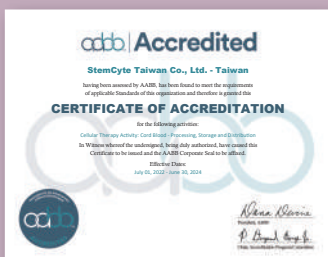 aabb Accredited
StemCyte Taiwan Co., Ltd. - Taiwan
having been assessed by AABB, has been found to meet the requirements
of applicable Standards of this organization and therefore is granted this
CERTIFICATE OF ACCREDITATION
for the following activities:
Cellular Therapy Activity: Cord Blood - Processing, Storage and Distribution
In Witness whereof the undersigned, being duly authorized, have caused this
Certificate to be issued and the AABB Corporate Seal to be affixed.
Effective Dates:
July 01, 2022 - June 30, 2024
aabb
Dana Devine
President, AABB